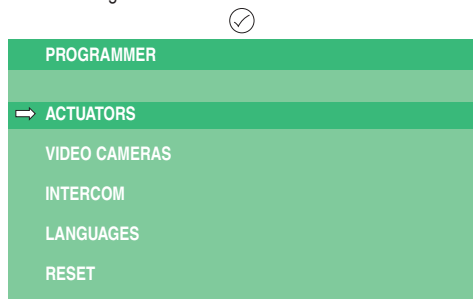 PROGRAMMER
ACTUATORS
VIDEO CAMERAS
INTERCOM
LANGUAGES
RESET